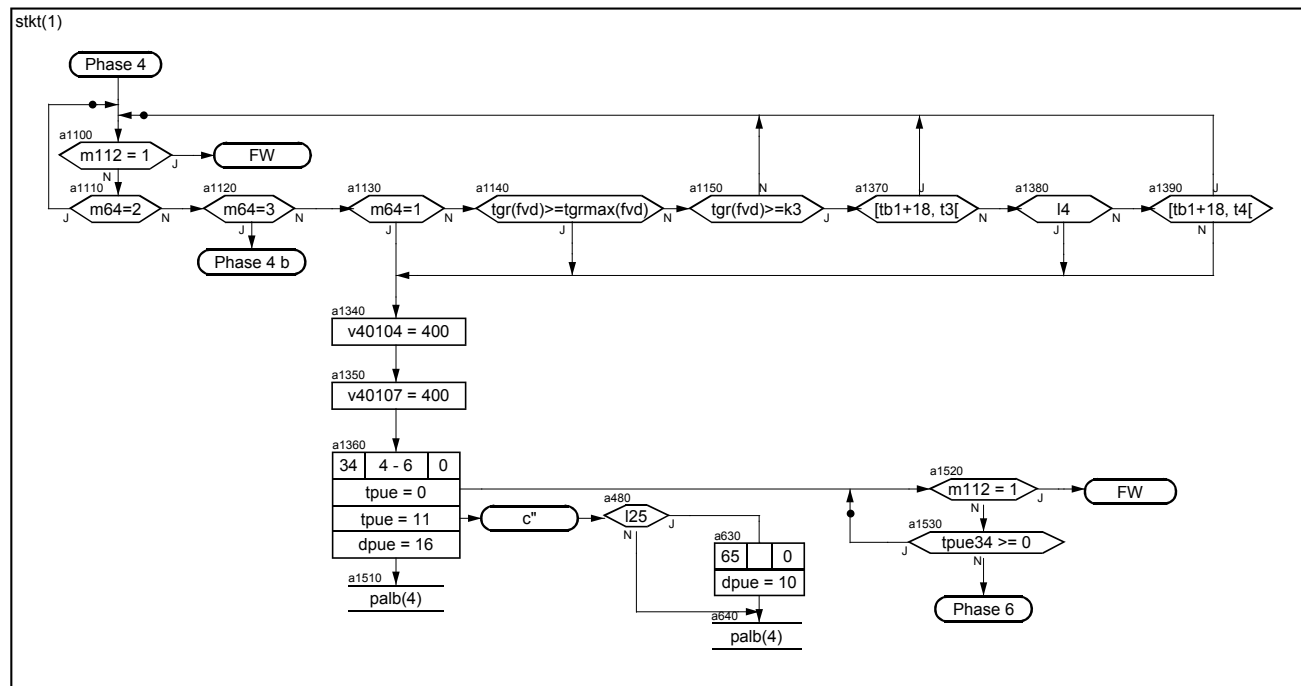 stkt(1)
Phase 4
a1100
m112 = 1
J
N
FW
a1110
m64=2
J
N
a1120
m64=3
N
J
Phase 4 b
a1130
m64=1
N
J
a1140
tgr(fvd)>=tgrmax(fvd)
N
J
a1150
N
tgr(fvd)>=k3
J
a1370
J
[tb1+18, t3[
N
a1380
l4
N
J
a1390
J
[tb1+18, t4[
N
a1340
v40104 = 400
a1350
v40107 = 400
a1360
34 4 - 6 0
tpue = 0
tpue = 11
dpue = 16
a1510
palb(4)
c"
a480
l25
J
N
a630
65 0
dpue = 10
a640
palb(4)
a1520
m112 = 1
J
N
FW
a1530
tpue34 >= 0
J
N
Phase 6